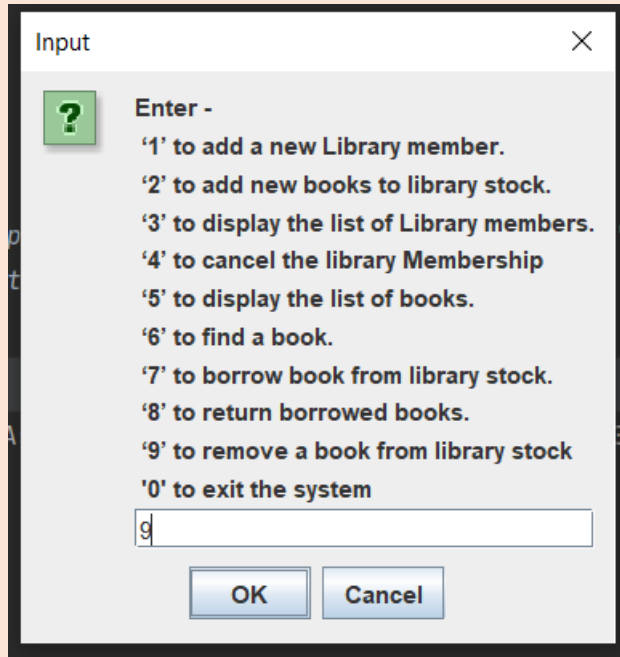 Input
Enter -
‘1’ to add a new Library member.
‘2’ to add new books to library stock.
‘3’ to display the list of Library members.
‘4’ to cancel the library Membership
‘5’ to display the list of books.
‘6’ to find a book.
‘7’ to borrow book from library stock.
‘8’ to return borrowed books.
‘9’ to remove a book from library stock
'0' to exit the system
9
OK Cancel